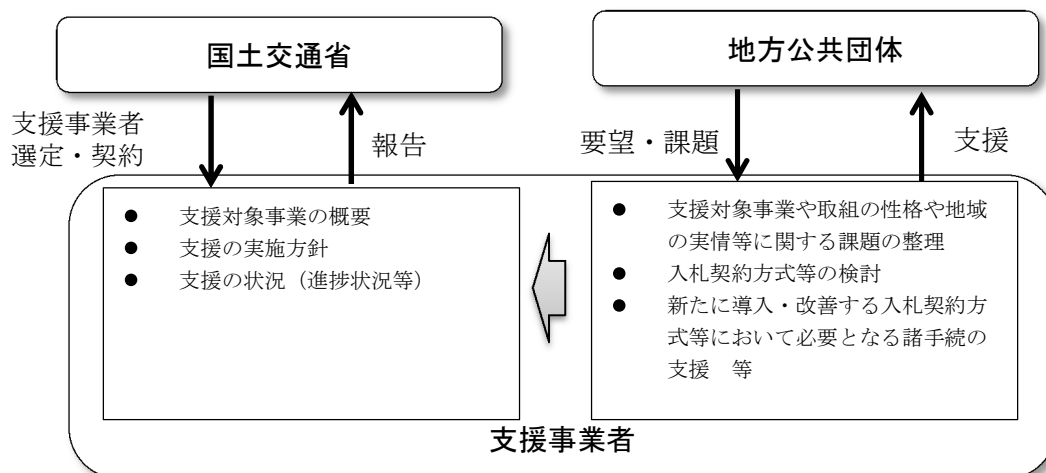 国土交通省
地方公共団体
支援事業者
選定・契約
報告
要望・課題
支援
● 支援対象事業の概要
● 支援の実施方針
● 支援の状況（進捗状況等）
● 支援対象事業や取組の性格や地域
の実情等に関する課題の整理
● 入札契約方式等の検討
● 新たに導入・改善する入札契約方
式等において必要となる諸手続の
支援　等
支援事業者